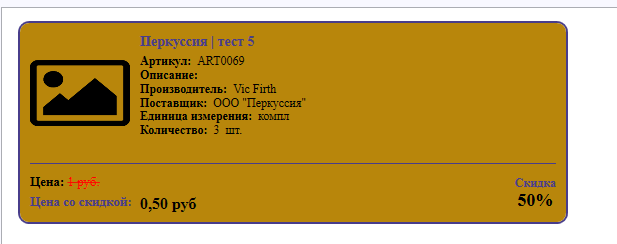 Перкуссия | тест 5
Артикул: ART0069
Описание:
Производитель: Vic Firth
Поставщик: ООО "Перкуссия"
Единица измерения: компл
Количество: 3 шт.
Цена: 1 руб.
Скидка
Цена со скидкой: 0,50 руб
50%